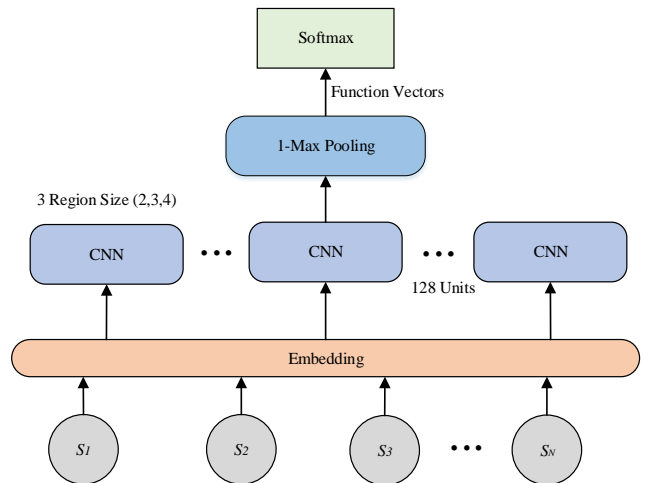 Softmax
Function Vectors
1-Max Pooling
3 Region Size (2,3,4)
CNN ••• CNN ••• CNN
128 Units
Embedding
S1 S2 S3 ••• SN